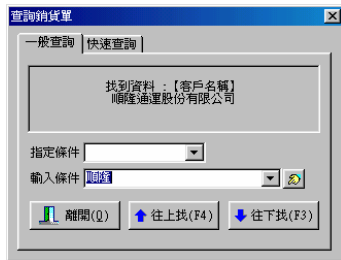 查詢銷貨單
一般查詢 快速查詢
找到資料 :【客戶名稱】
順隆通運股份有限公司
指定條件
輸入條件 順隆
離開(Q) 往上找(F4) 往下找(F3)